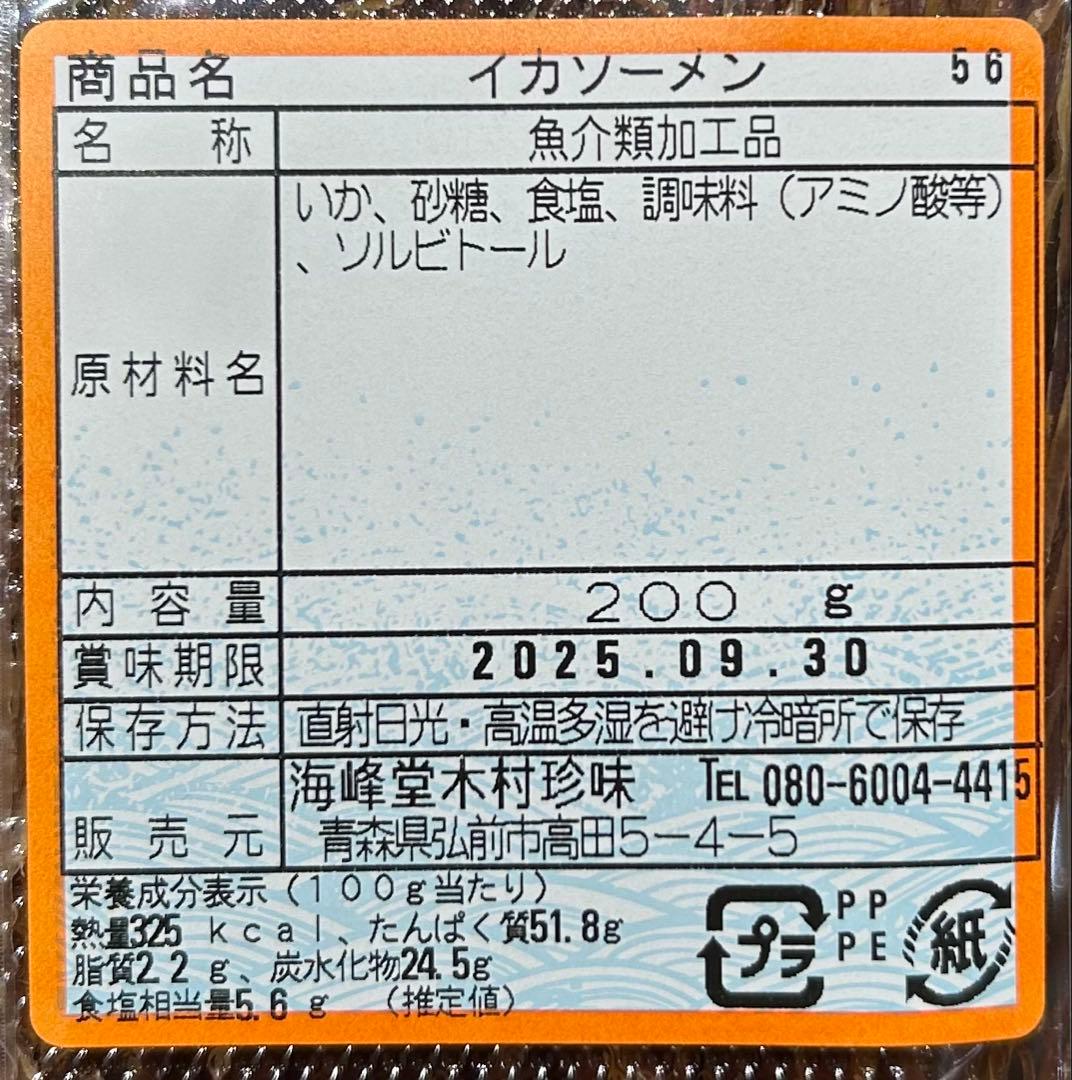 商品名 イカソーメン 56
名称 魚介類加工品
原材料名 いか、砂糖、食塩、調味料（アミノ酸等）
、ソルビトール
内容量 200 g
賞味期限 2025.09.30
保存方法 直射日光・高温多湿を避け冷暗所で保存
販売元 海峰堂木村珍味 TEL 080-6004-4415
青森県弘前市高田5-4-5
栄養成分表示（100g当たり）
熱量325 kcal、たんぱく質51.8g
脂質2.2 g、炭水化物24.5g
食塩相当量5.6 g （推定値）
プラ PP
PE
紙